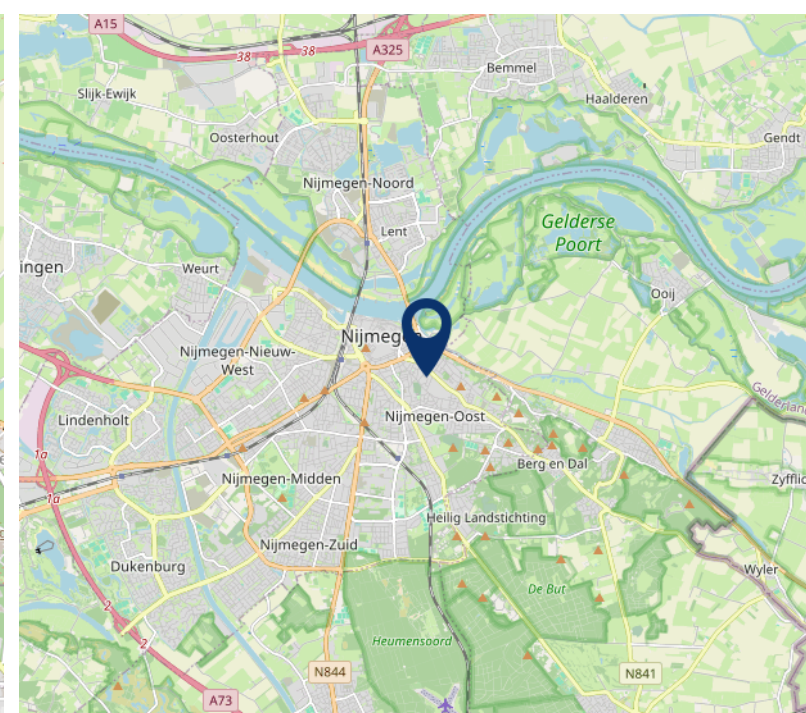 A15
38
38
A325
Bemmel
Slijk-Ewijk
Haalderen
Oosterhout
Gendt
Nijmegen-Noord
Lent
Gelderse
Poort
ingen
Weurt
Ooij
Nijmege
Nijmegen-Nieuw-
West
Gelderland
Lindenholt
Nijmegen-Oost
1a
1a
Berg en Dal
Nijmegen-Midden
Zyfflic
Heilig Landstichting
Nijmegen-Zuid
Dukenburg
Wyler
De But
2
2
Heumensoord
N844
N841
A73